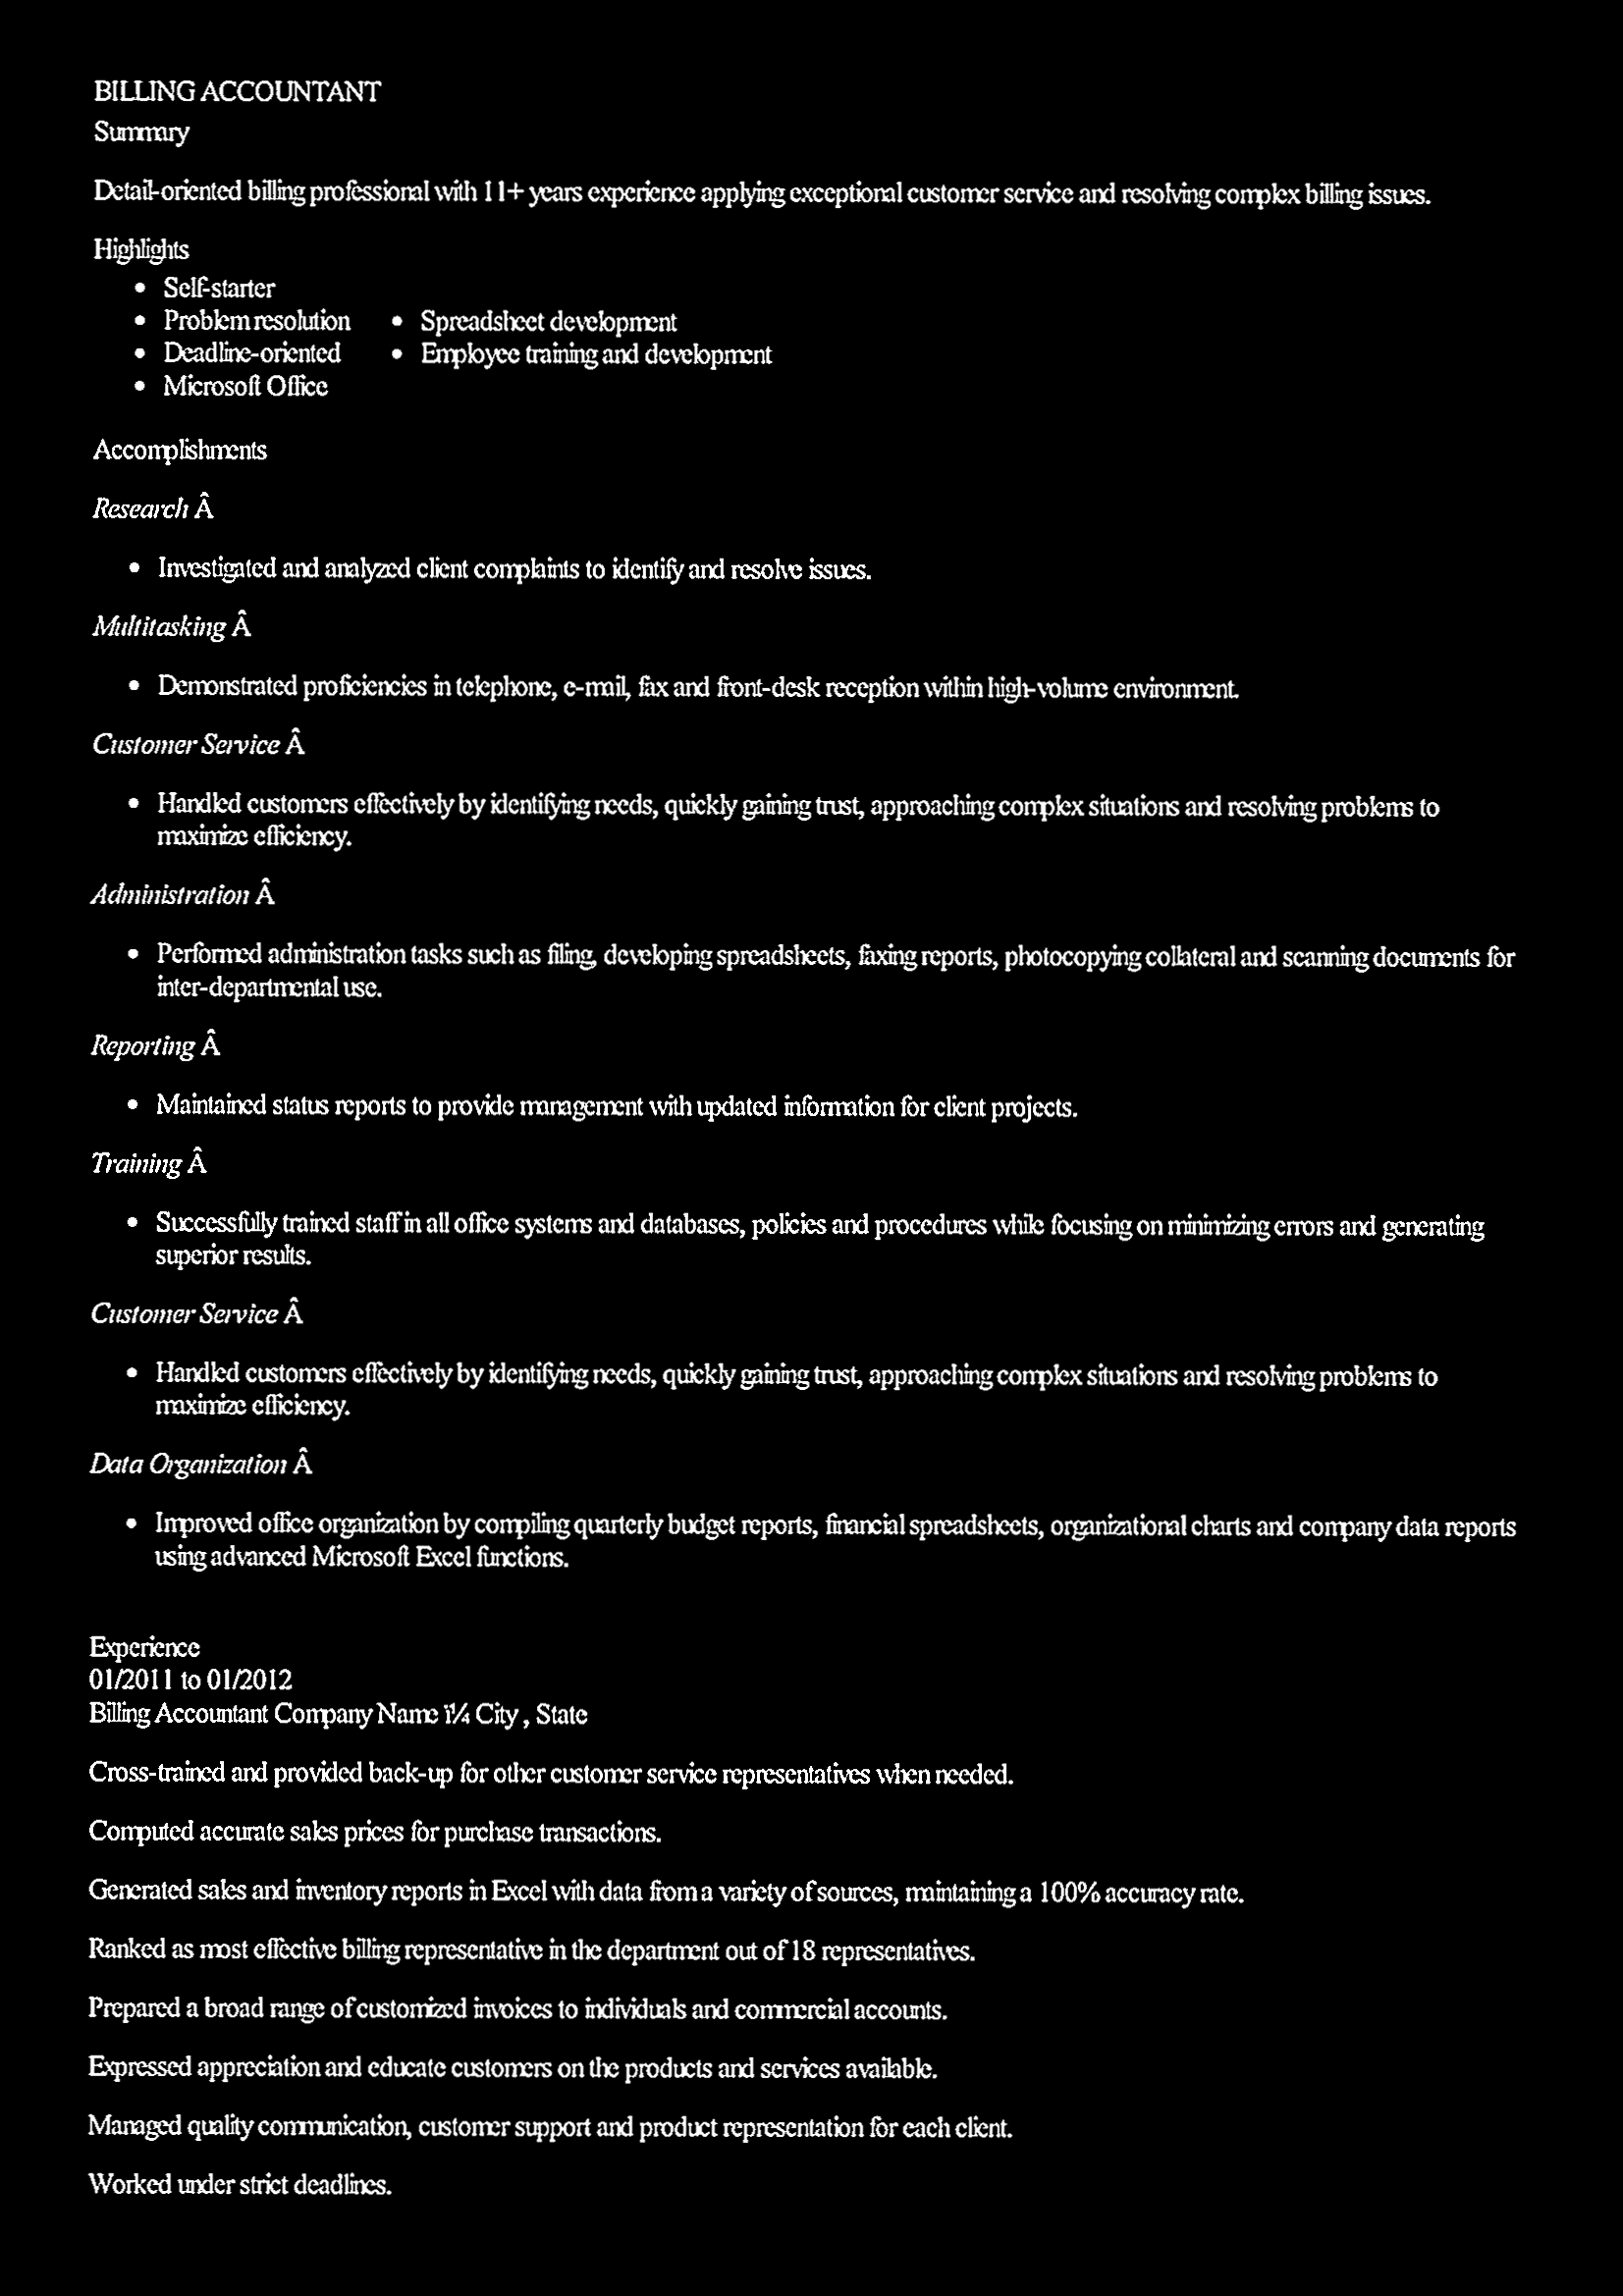 BILLING ACCOUNTANT
Summary
Detail-oriented billing professional with 11+ years experience applying exceptional customer service and resolving complex billing issues.
Highlights
• Self-starter
• Problem resolution • Spreadsheet development
• Deadline-oriented • Employee training and development
• Microsoft Office
Accomplishments
Research Â
• Investigated and analyzed client complaints to identify and resolve issues.
Multitasking Â
• Demonstrated proficiencies in telephone, e-mail, fax and front-desk reception within high-volume environment.
Customer Service Â
• Handled customers effectively by identifying needs, quickly gaining trust, approaching complex situations and resolving problems to
maximize efficiency.
Administration Â
• Performed administration tasks such as filing, developing spreadsheets, faxing reports, photocopying collateral and scanning documents for
inter-departmental use.
Reporting Â
• Maintained status reports to provide management with updated information for client projects.
Training Â
• Successfully trained staff in all office systems and databases, policies and procedures while focusing on minimizing errors and generating
superior results.
Customer Service Â
• Handled customers effectively by identifying needs, quickly gaining trust, approaching complex situations and resolving problems to
maximize efficiency.
Data Organization Â
• Improved office organization by compiling quarterly budget reports, financial spreadsheets, organizational charts and company data reports
using advanced Microsoft Excel functions.
Experience
01/2011 to 01/2012
Billing Accountant Company Name ï¼ City , State
Cross-trained and provided back-up for other customer service representatives when needed.
Computed accurate sales prices for purchase transactions.
Generated sales and inventory reports in Excel with data from a variety of sources, maintaining a 100% accuracy rate.
Ranked as most effective billing representative in the department out of 18 representatives.
Prepared a broad range of customized invoices to individuals and commercial accounts.
Expressed appreciation and educate customers on the products and services available.
Managed quality communication, customer support and product representation for each client.
Worked under strict deadlines.